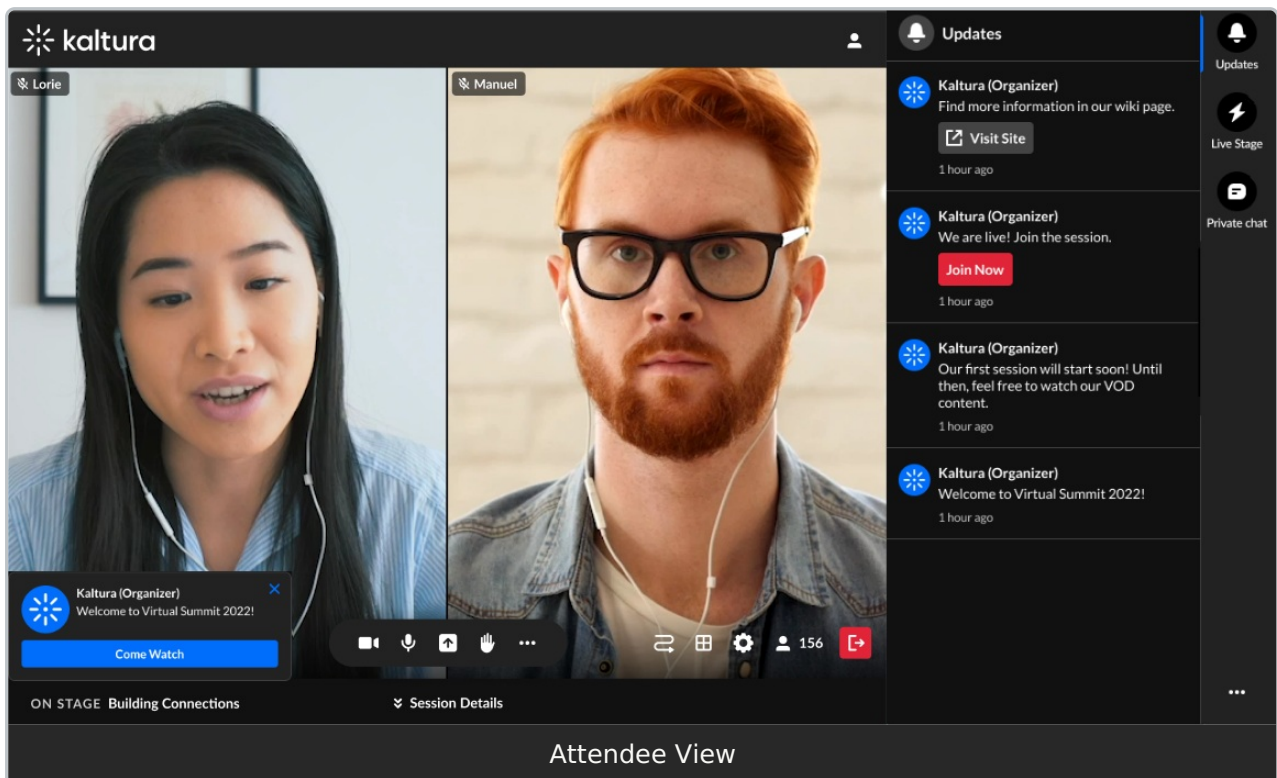 kaltura
Lorie
Manuel
Kaltura (Organizer)
Welcome to Virtual Summit 2022!
Come Watch
156
ON STAGE Building Connections
Session Details
Updates
Kaltura (Organizer)
Find more information in our wiki page.
Visit Site
1 hour ago
Kaltura (Organizer)
We are live! Join the session.
Join Now
1 hour ago
Kaltura (Organizer)
Our first session will start soon! Until
then, feel free to watch our VOD
content.
1 hour ago
Kaltura (Organizer)
Welcome to Virtual Summit 2022!
1 hour ago
Updates
Live Stage
Private chat
Attendee View